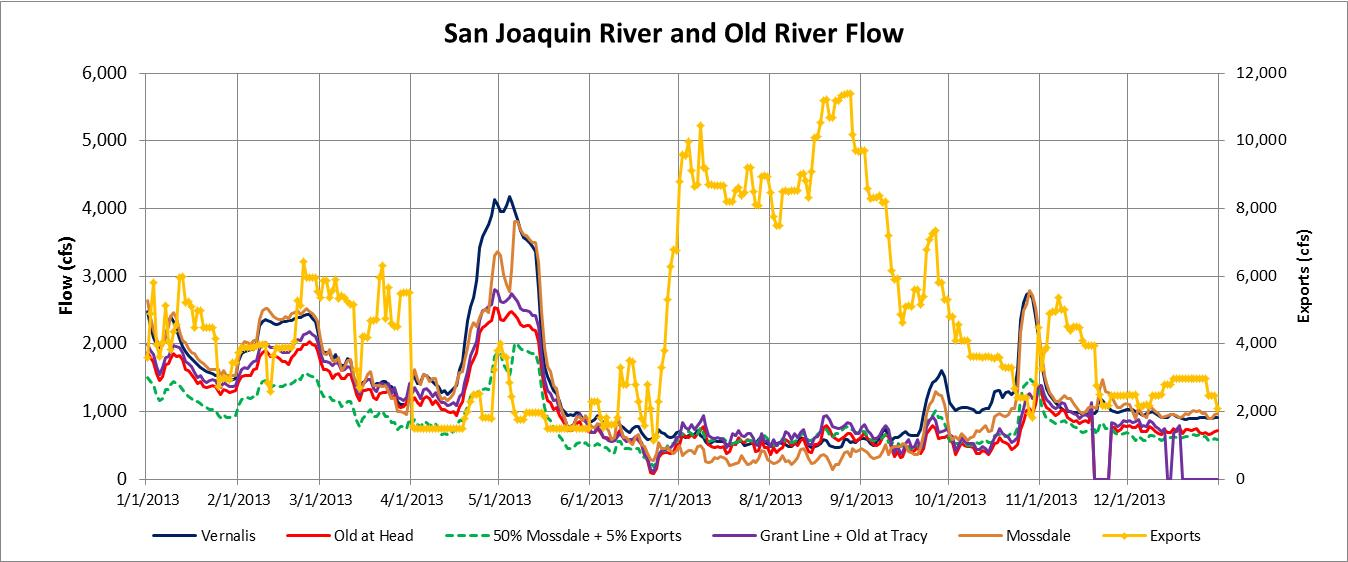 San Joaquin River and Old River Flow
6,000
5,000
4,000
3,000
2,000
1,000
0
Flow (cfs)
12,000
10,000
8,000
6,000
4,000
2,000
0
Exports (cfs)
1/1/2013 2/1/2013 3/1/2013 4/1/2013 5/1/2013 6/1/2013 7/1/2013 8/1/2013 9/1/2013 10/1/2013 11/1/2013 12/1/2013
Vernalis Old at Head 50% Mossdale + 5% Exports Grant Line + Old at Tracy Mossdale Exports